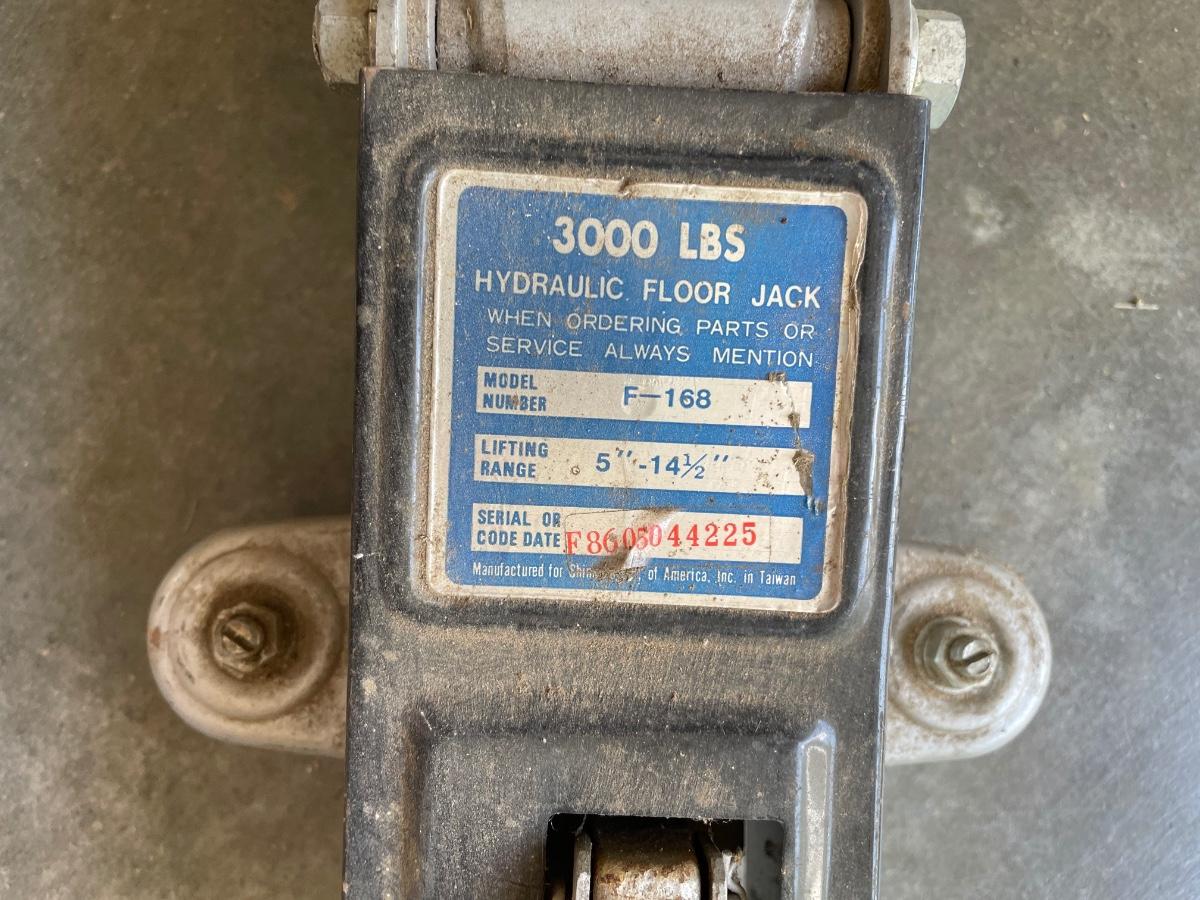 3000 LBS
HYDRAULIC FLOOR JACK
WHEN ORDERING PARTS OR
SERVICE ALWAYS MENTION
MODEL
NUMBER
F—168
LIFTING
RANGE
5"-14½"
SERIAL OR
CODE DATE
F8605044225
Manufactured for of America, Inc. in Taiwan